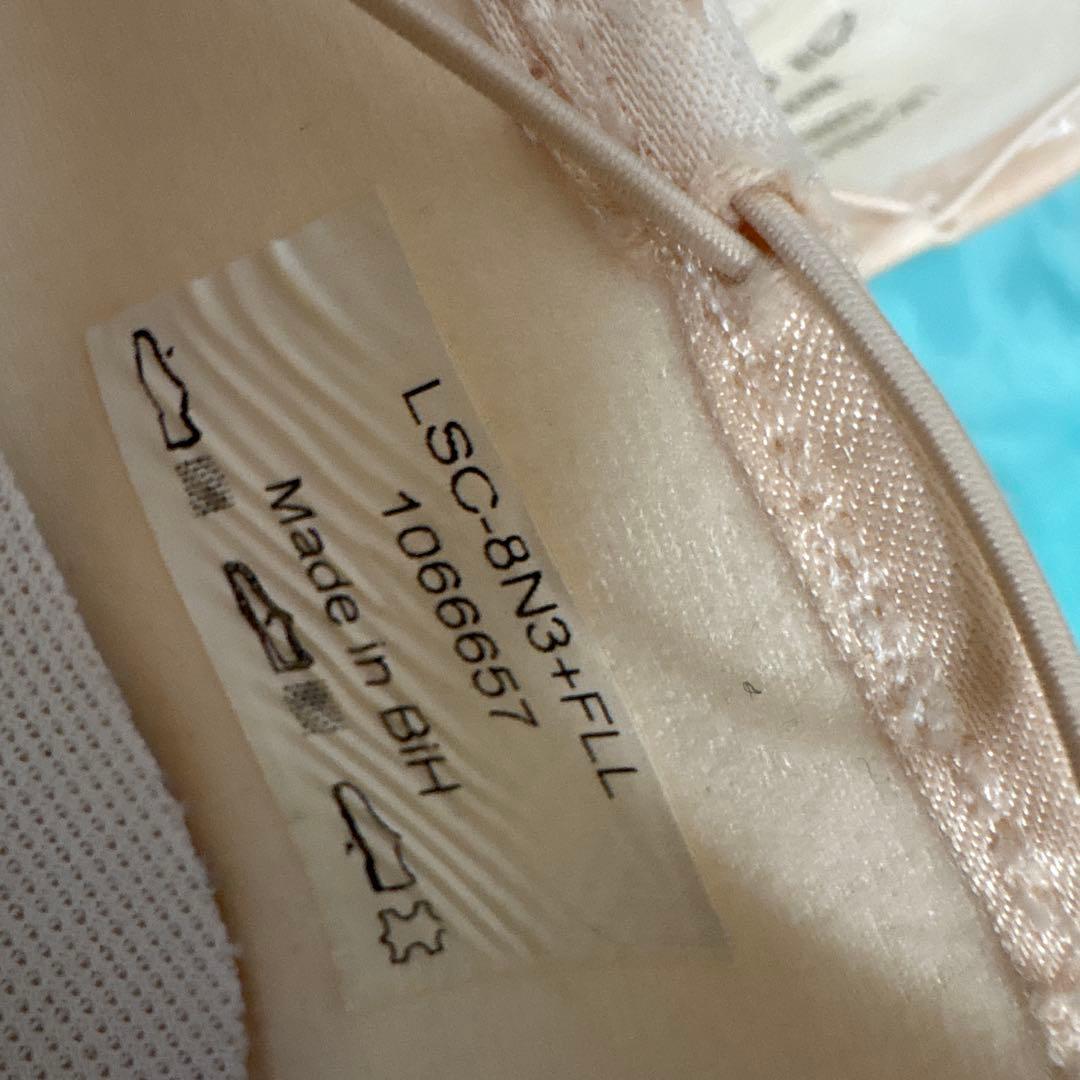 LSC-8N3+FLL
1066657
Made in BiH